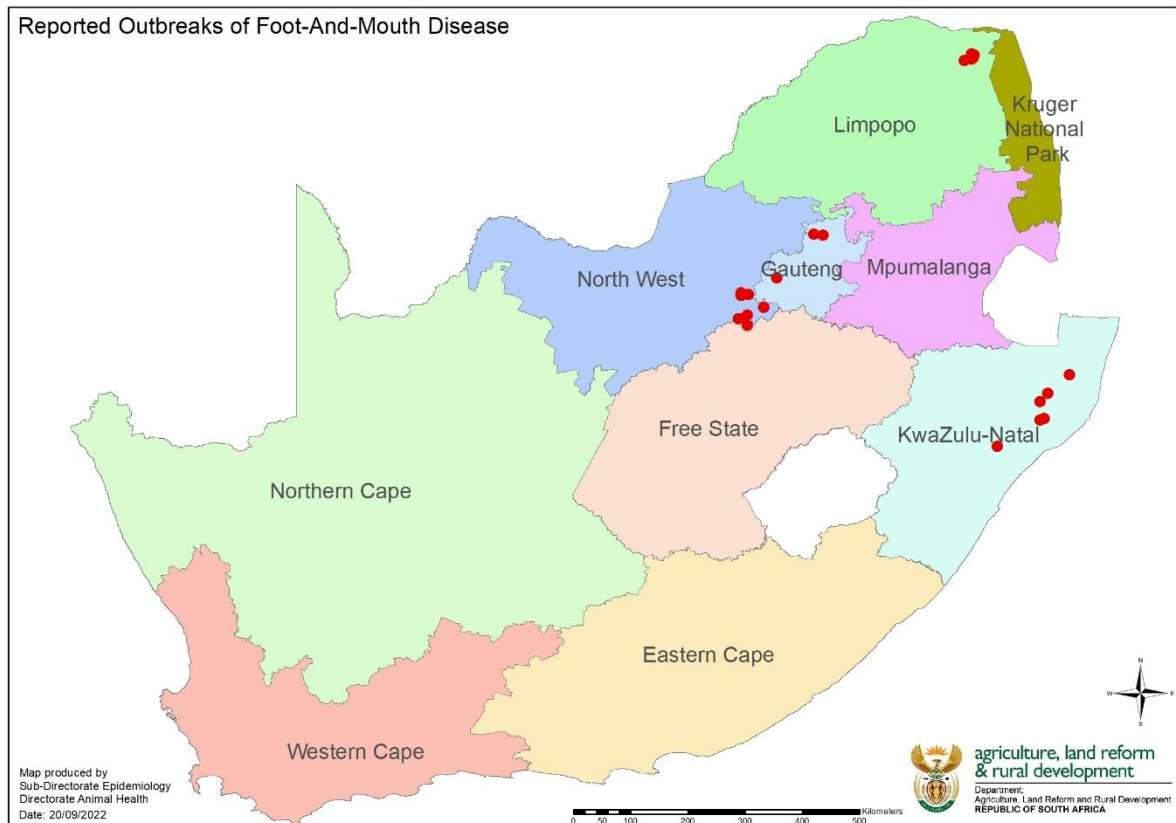 Reported Outbreaks of Foot-And-Mouth Disease
Kruger
National
Park
Limpopo
North West
Gauteng
Mpumalanga
Free State
KwaZulu-Natal
Northern Cape
Eastern Cape
Western Cape
N
W
E
S
Map produced by
Sub-Directorate Epidemiology
Directorate Animal Health
Date: 20/09/2022
Kilometers
0 50 100 200 300 400 500
agriculture, land reform
& rural development
Department:
Agriculture, Land Reform and Rural Development
REPUBLIC OF SOUTH AFRICA